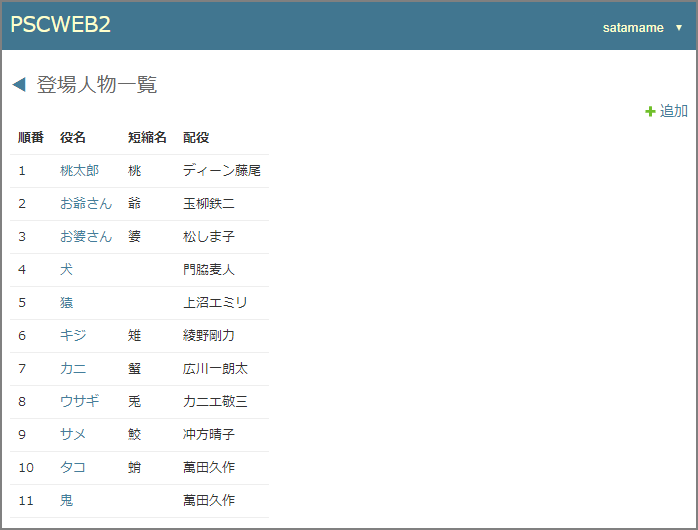 PSCWEB2
satamame ▼
◀ 登場人物一覧
+ 追加
順番 役名 短縮名 配役
1 桃太郎 桃 ディーン藤尾
2 お爺さん 爺 玉柳鉄二
3 お婆さん 婆 松しま子
4 犬 門脇麦人
5 猿 上沼エミリ
6 キジ 雉 綾野剛力
7 カニ 蟹 広川一朗太
8 ウサギ 兎 カニエ敬三
9 サメ 鮫 冲方晴子
10 タコ 蛸 萬田久作
11 鬼 萬田久作